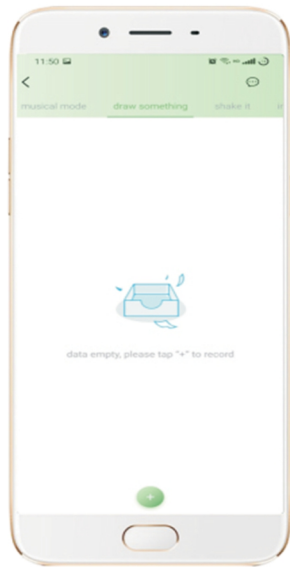 11:50
musical mode draw something shake it
data empty, please tap "+" to record
+